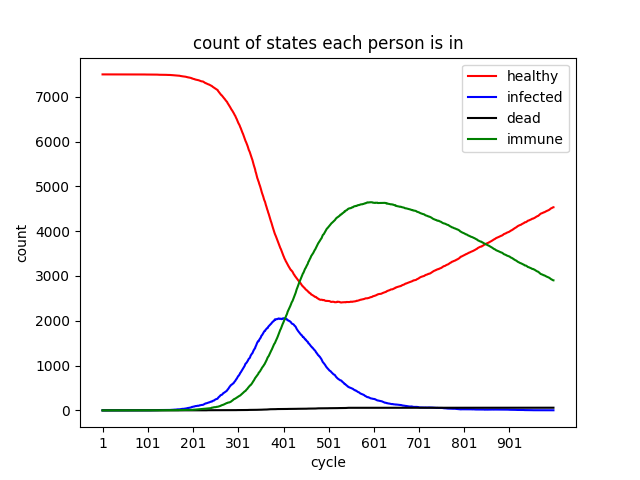 count of states each person is in
healthy
infected
dead
immune
7000
6000
5000
4000
3000
2000
1000
0
count
1 101 201 301 401 501 601 701 801 901
cycle